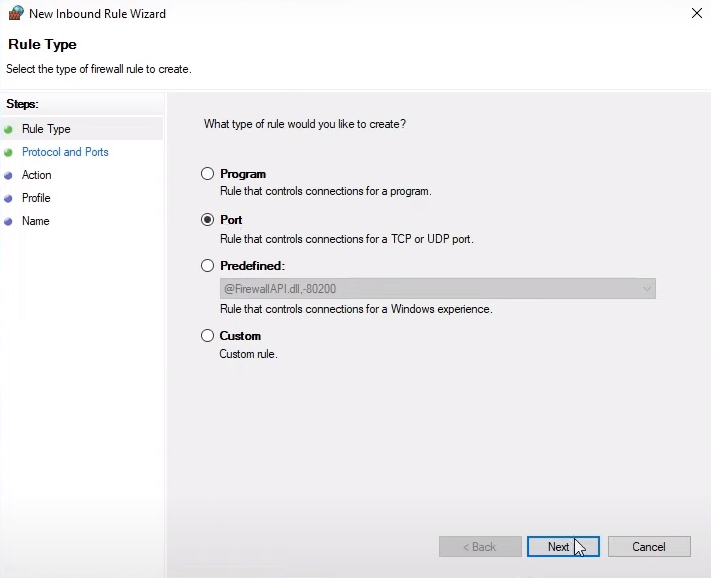 New Inbound Rule Wizard
Rule Type
Select the type of firewall rule to create.
Steps:
Rule Type
Protocol and Ports
Action
Profile
Name
What type of rule would you like to create?
Program
Rule that controls connections for a program.
Port
Rule that controls connections for a TCP or UDP port.
Predefined:
@FirewallAPI.dll,-80200
Rule that controls connections for a Windows experience.
Custom
Custom rule.
< Back
Next
Cancel